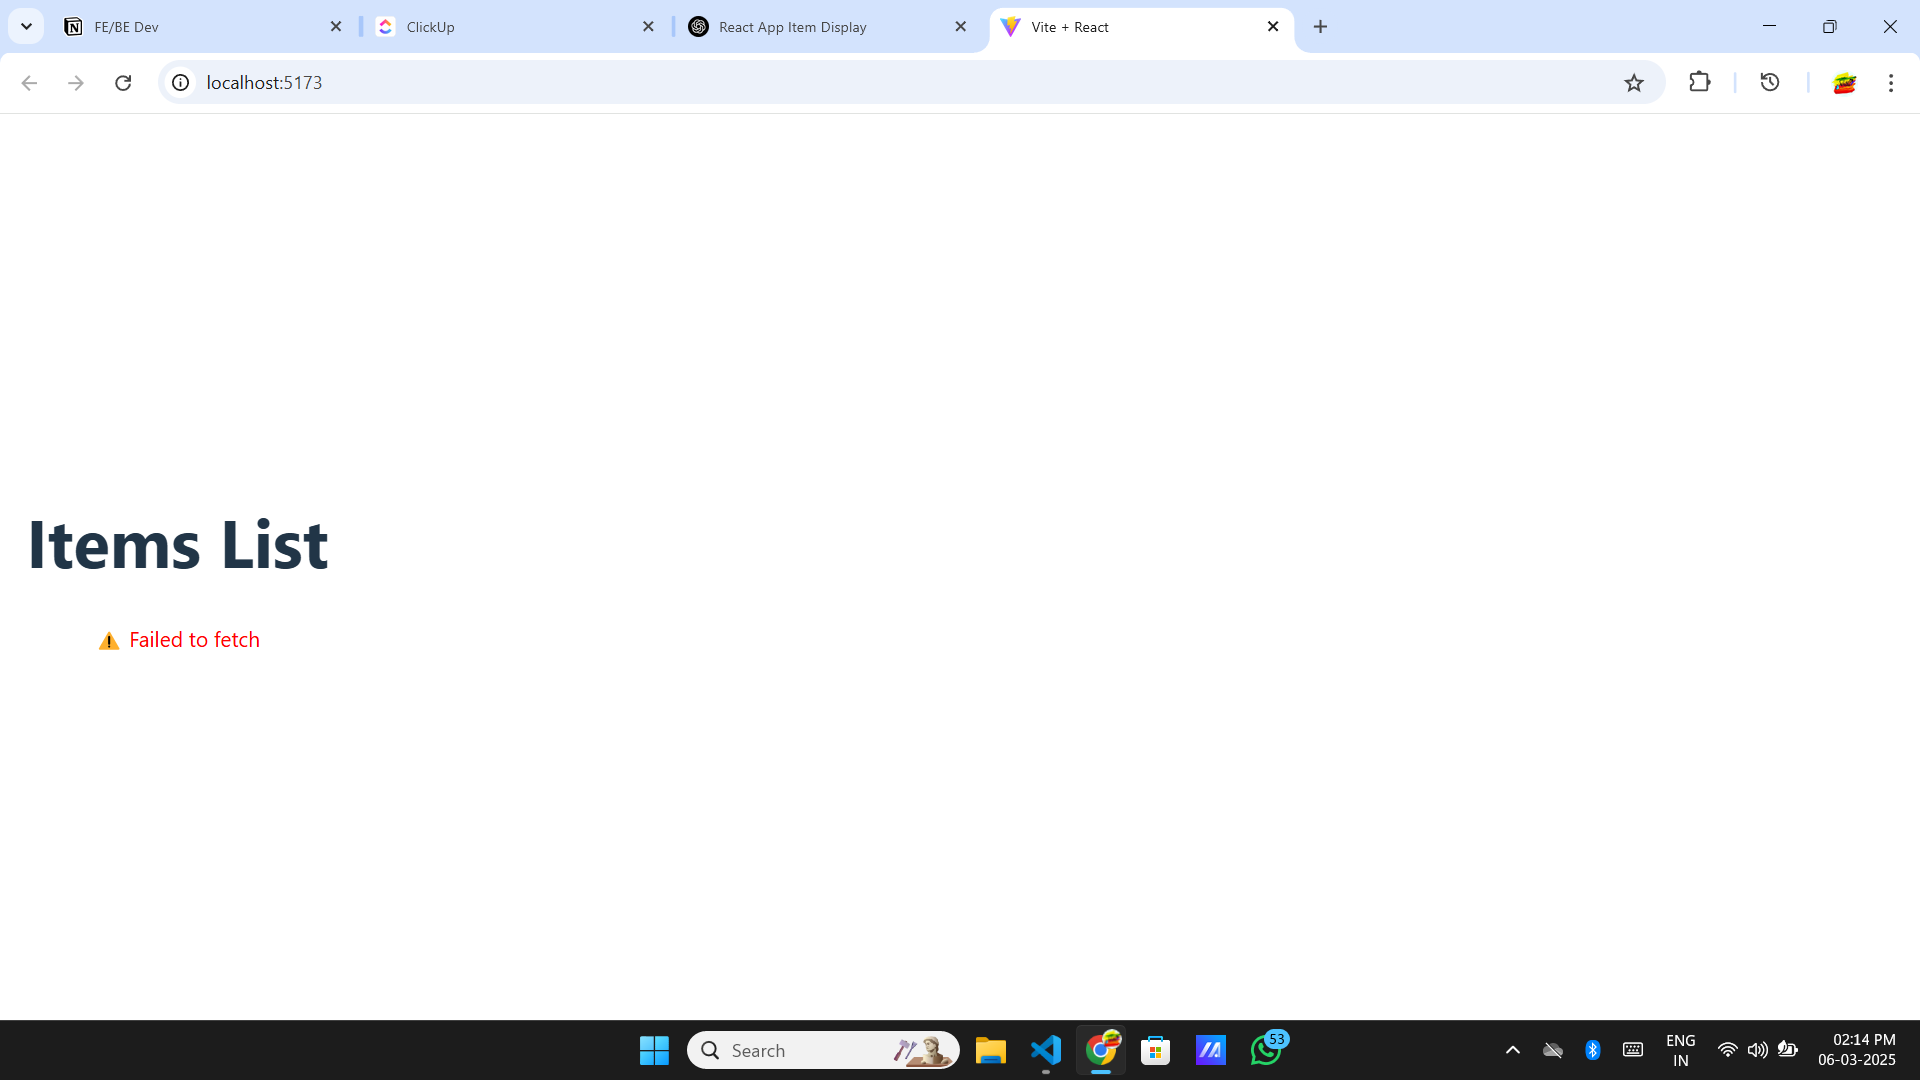 FE/BE Dev
ClickUp
React App Item Display
Vite + React
localhost:5173
Items List
⚠️ Failed to fetch
Search
53
ENG
IN
02:14 PM
06-03-2025